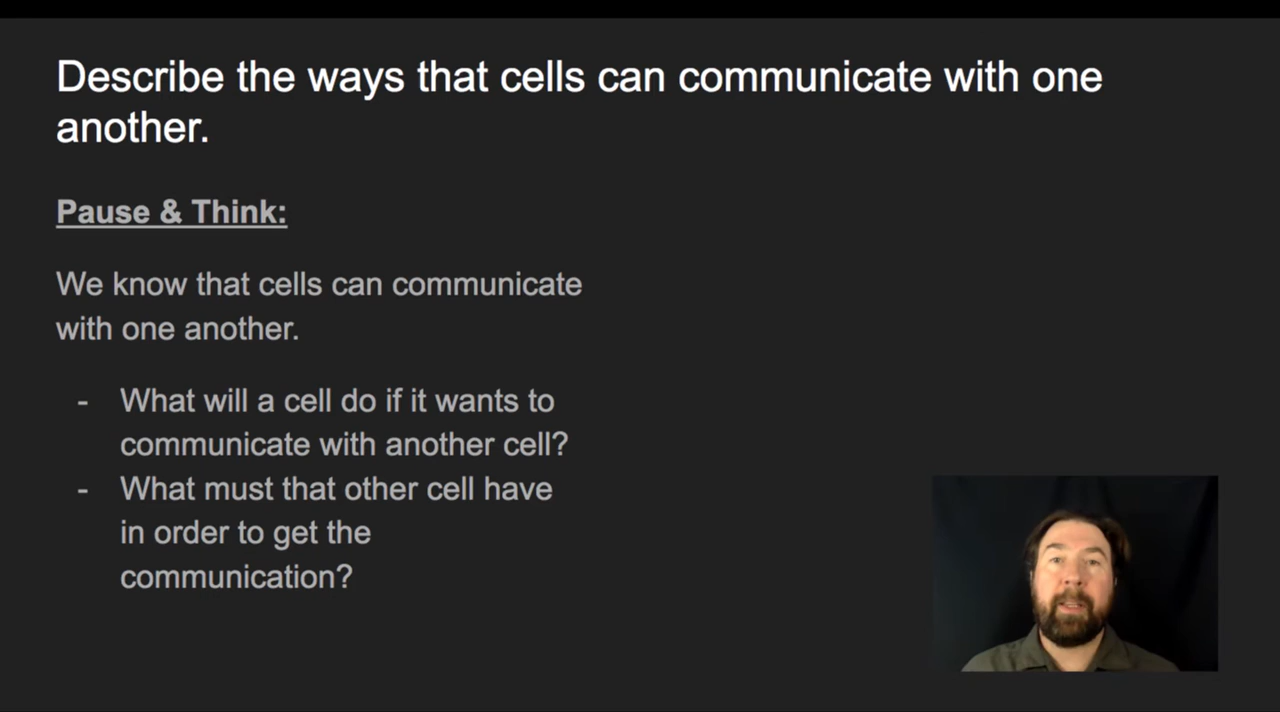 Describe the ways that cells can communicate with one
another.
Pause & Think:
We know that cells can communicate
with one another.
- What will a cell do if it wants to
communicate with another cell?
- What must that other cell have
in order to get the
communication?